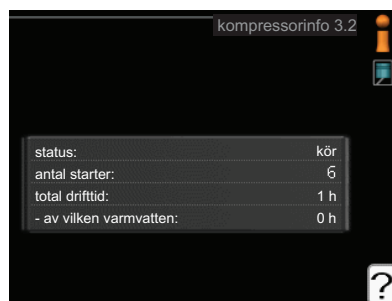 kompressorinfo 3.2
status: kör
antal starter: 6
total drifttid: 1 h
- av vilken varmvatten: 0 h
?